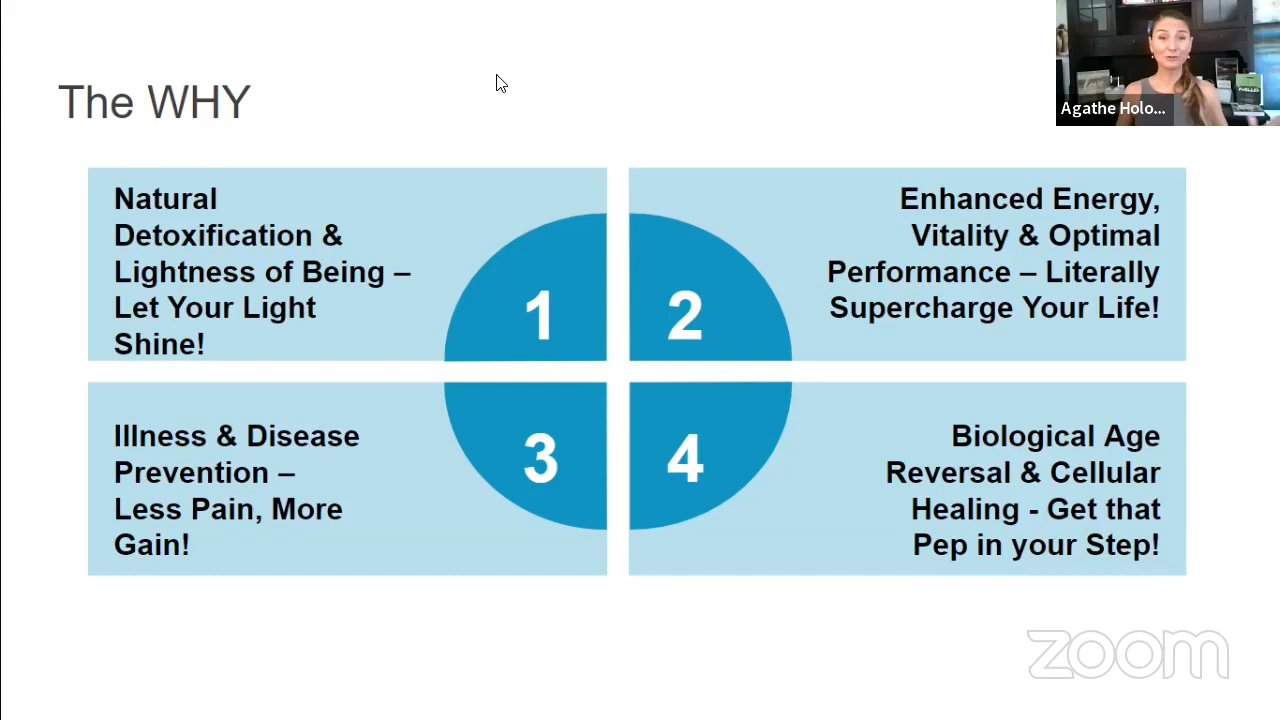 The WHY
Agathe Holo...
Natural
Detoxification &
Lightness of Being –
Let Your Light
Shine!
1
Enhanced Energy,
Vitality & Optimal
Performance – Literally
Supercharge Your Life!
2
Illness & Disease
Prevention –
Less Pain, More
Gain!
3
Biological Age
Reversal & Cellular
Healing - Get that
Pep in your Step!
4
zoom